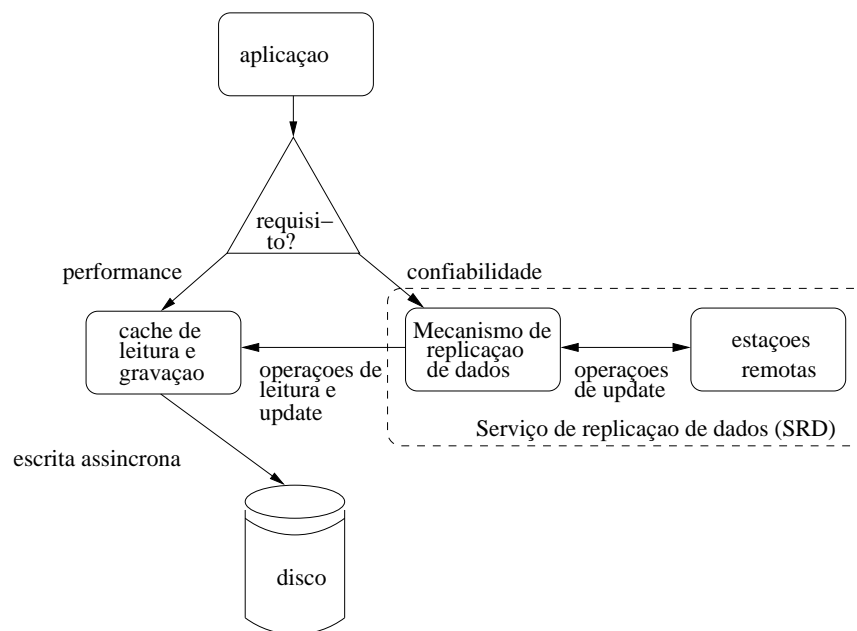 aplicaçao
requisi–
to?
performance
confiabilidade
cache de
leitura e
gravaçao
Mecanismo de
replicaçao
de dados
estaçoes
remotas
operaçoes de
leitura e
update
operaçoes
de update
Serviço de replicaçao de dados (SRD)
escrita assincrona
disco